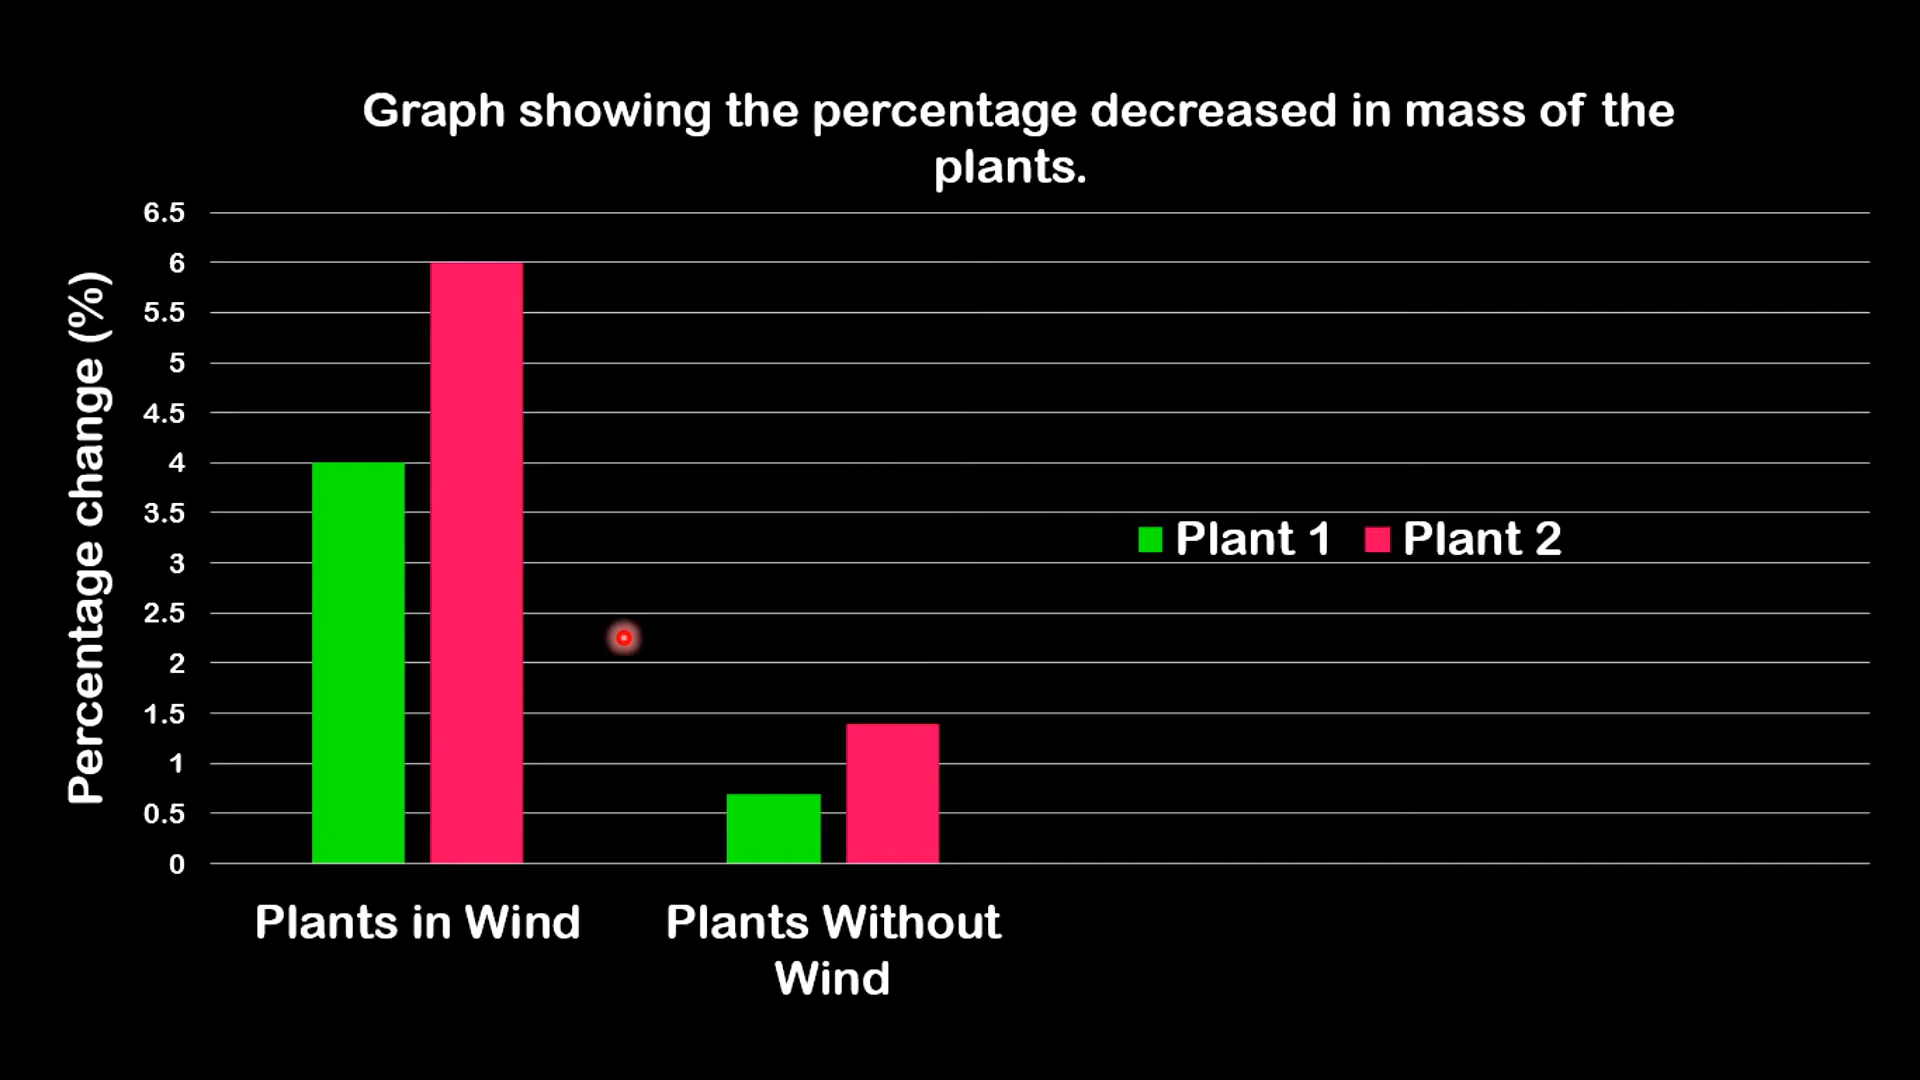 Graph showing the percentage decreased in mass of the
plants.
Percentage change (%)
6.5
6
5.5
5
4.5
4
3.5
3
2.5
2
1.5
1
0.5
0
Plant 1 Plant 2
Plants in Wind
Plants Without
Wind